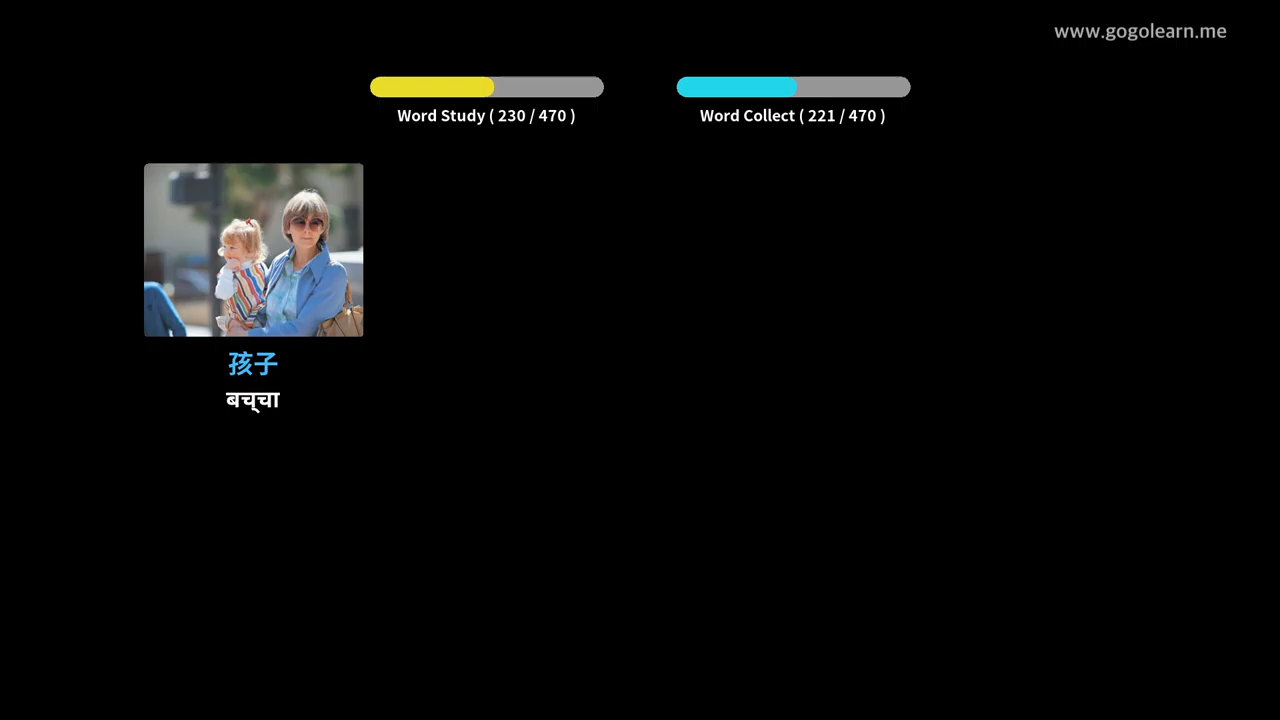 www.gogolearn.me
Word Study ( 230 / 470 )
Word Collect ( 221 / 470 )
孩子
बच्चा